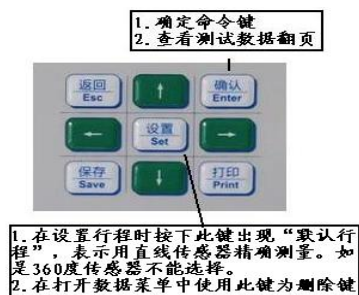 1.确定命令键
2.查看测试数据翻页
返回
Esc
↑
确认
Enter
←
设置
Set
→
保存
Save
↓
打印
Print
1.在设置行程时按下此键出现“默认行
程”,表示用直线传感器精确测量。如
是360度传感器不能选择。
2.在打开数据菜单中使用此键为删除键